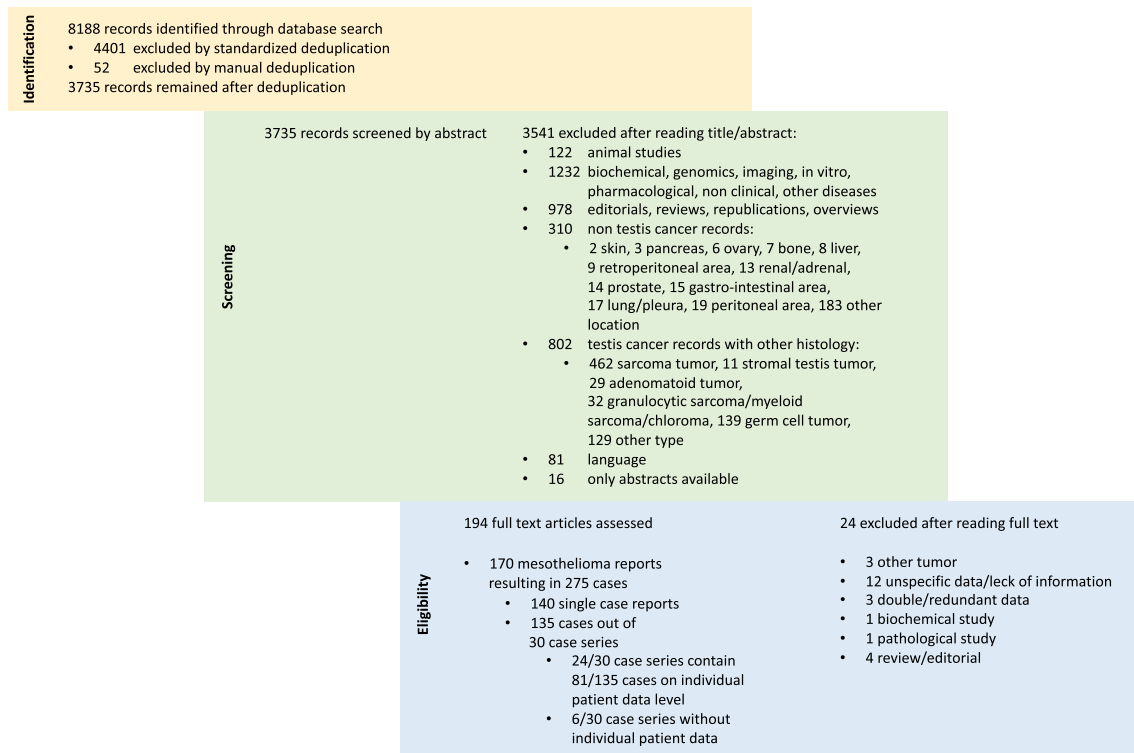 Identification
8188 records identified through database search
• 4401 excluded by standardized deduplication
• 52 excluded by manual deduplication
3735 records remained after deduplication
Screening
3735 records screened by abstract
3541 excluded after reading title/abstract:
• 122 animal studies
• 1232 biochemical, genomics, imaging, in vitro,
pharmacological, non clinical, other diseases
• 978 editorials, reviews, republications, overviews
• 310 non testis cancer records:
• 2 skin, 3 pancreas, 6 ovary, 7 bone, 8 liver,
9 retroperitoneal area, 13 renal/adrenal,
14 prostate, 15 gastro-intestinal area,
17 lung/pleura, 19 peritoneal area, 183 other
location
• 802 testis cancer records with other histology:
• 462 sarcoma tumor, 11 stromal testis tumor,
29 adenomatoid tumor,
32 granulocytic sarcoma/myeloid
sarcoma/chloroma, 139 germ cell tumor,
129 other type
• 81 language
• 16 only abstracts available
Eligibility
194 full text articles assessed
• 170 mesothelioma reports
resulting in 275 cases
• 140 single case reports
• 135 cases out of
30 case series
• 24/30 case series contain
81/135 cases on individual
patient data level
• 6/30 case series without
individual patient data
24 excluded after reading full text
• 3 other tumor
• 12 unspecific data/lack of information
• 3 double/redundant data
• 1 biochemical study
• 1 pathological study
• 4 review/editorial